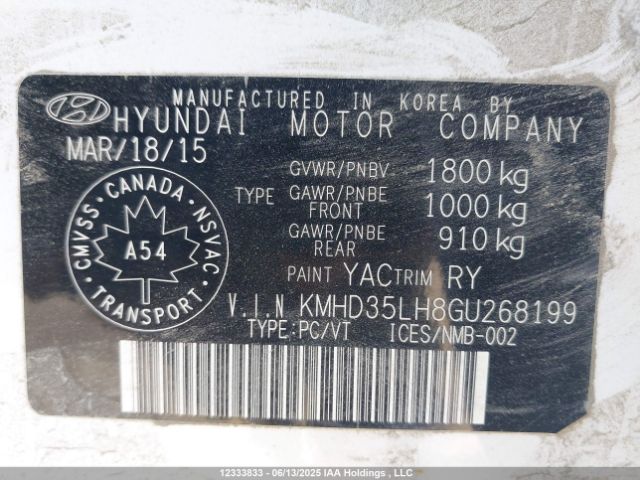 MANUFACTURED IN KOREA BY
HYUNDAI MOTOR COMPANY
MAR/18/15
GVWR/PNBV 1800 kg
TYPE GAWR/PNBE FRONT 1000 kg
GAWR/PNBE REAR 910 kg
PAINT YAC TRIM RY
CANADA
CMVSS NSVAC
A54
TRANSPORT
V.I.N KMHD35LH8GU268199
TYPE:PC/VT ICES/NMB-002
12333833 - 06/13/2025 IAA Holdings , LLC